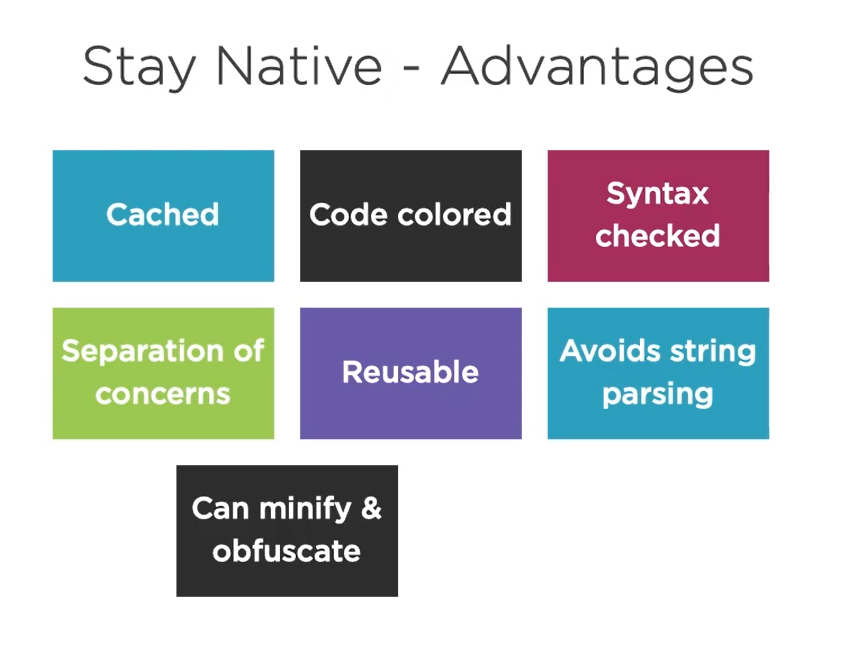 Stay Native - Advantages
Cached
Code colored
Syntax
checked
Separation of
concerns
Reusable
Avoids string
parsing
Can minify &
obfuscate